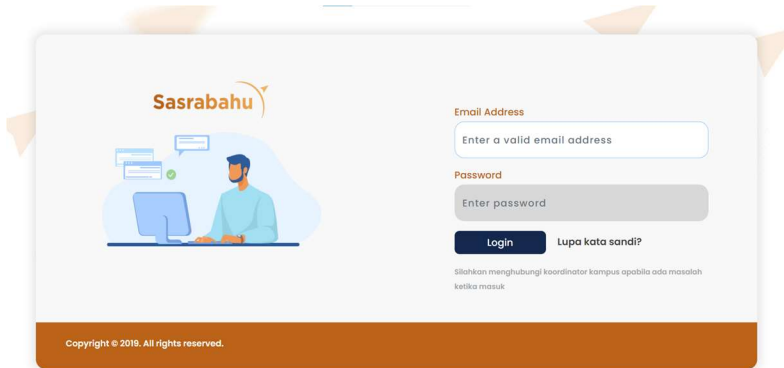 Sasrabahu
Email Address
Enter a valid email address
Password
Enter password
Login
Lupa kata sandi?
Silahkan menghubungi koordinator kampus apabila ada masalah
ketika masuk
Copyright © 2019. All rights reserved.